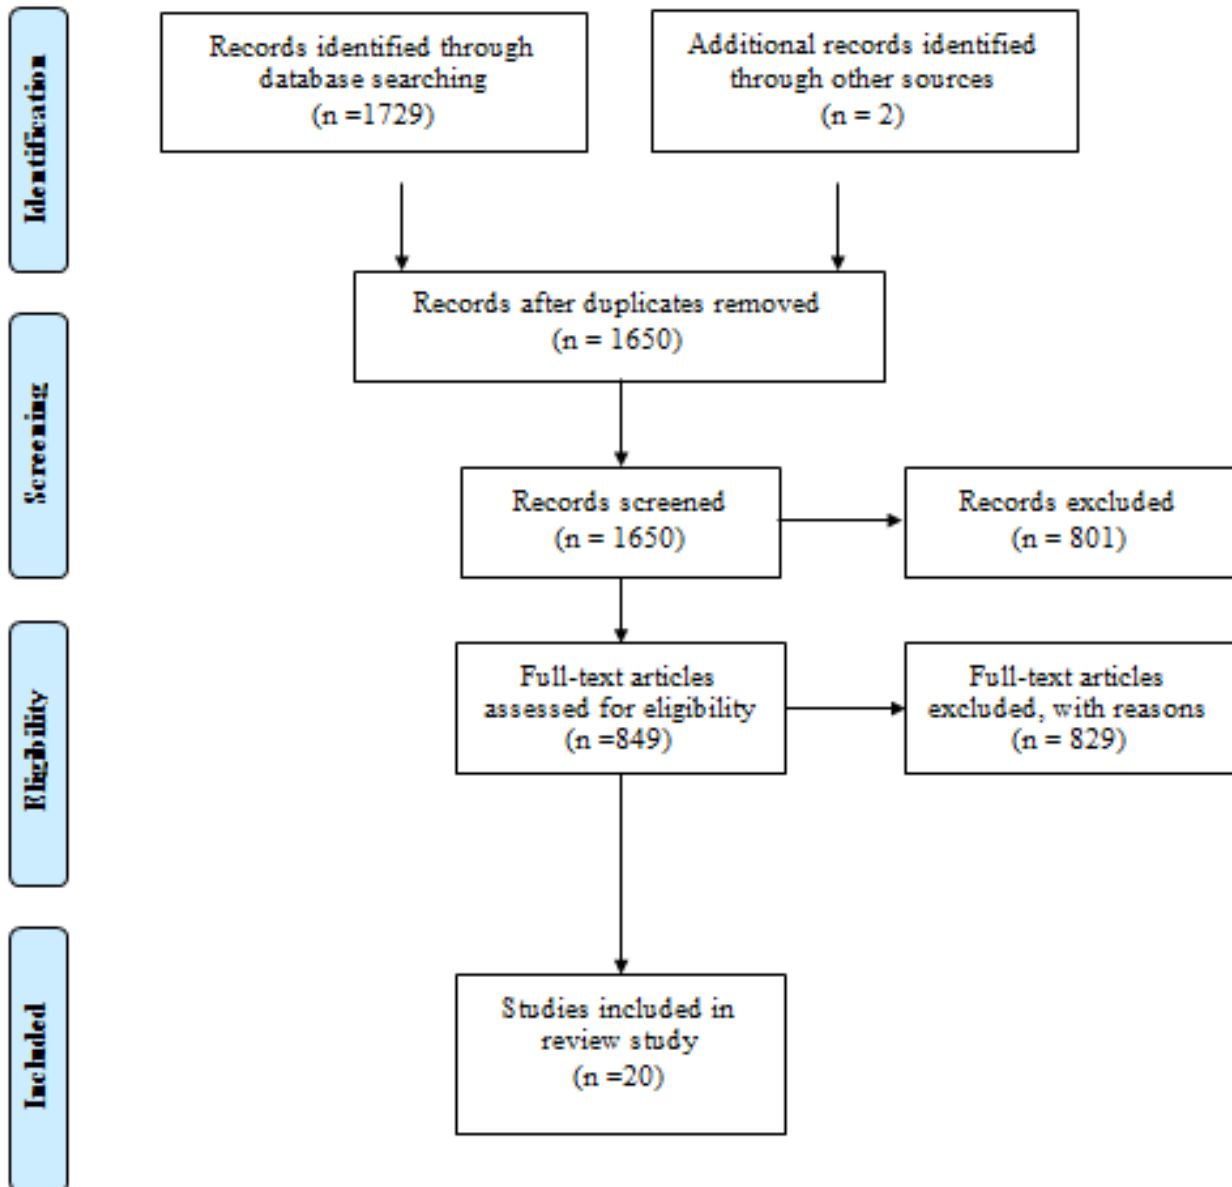 Identification
Records identified through
database searching
(n =1729)
Additional records identified
through other sources
(n = 2)
Records after duplicates removed
(n = 1650)
Screening
Records screened
(n = 1650)
Records excluded
(n = 801)
Eligibility
Full-text articles
assessed for eligibility
(n =849)
Full-text articles
excluded, with reasons
(n = 829)
Included
Studies included in
review study
(n =20)